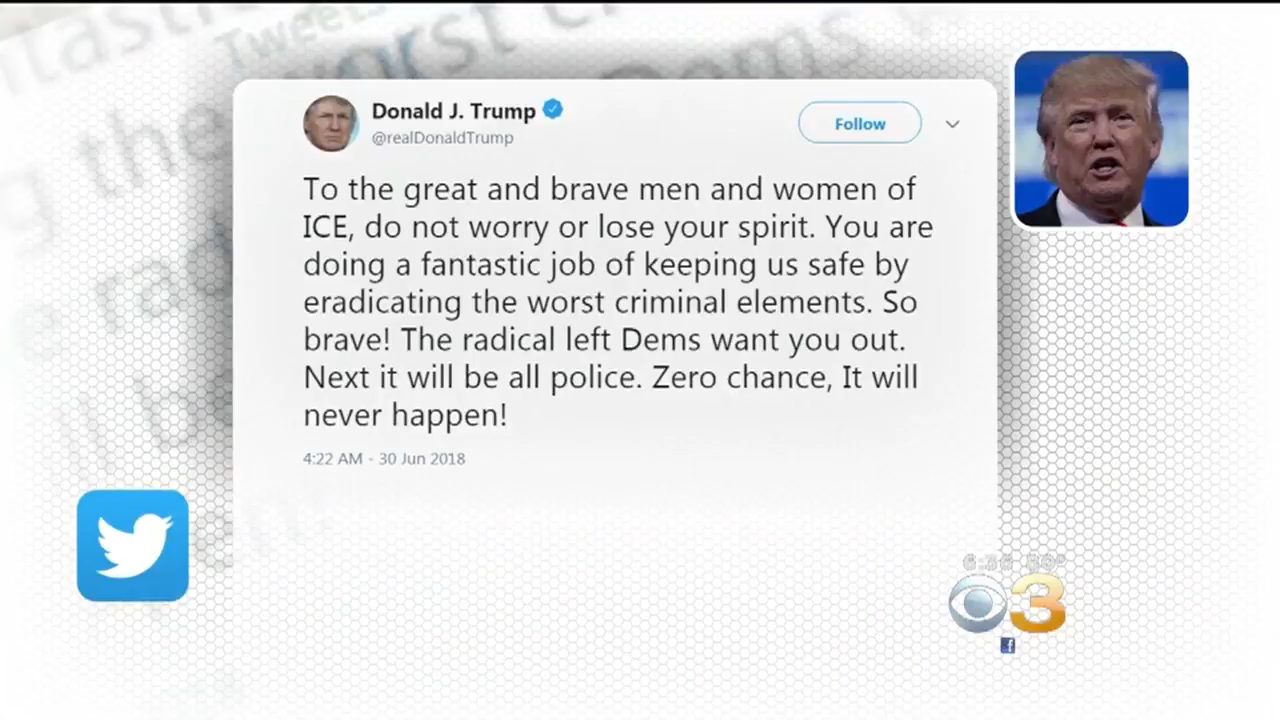 Tweets
Donald J. Trump
@realDonaldTrump
Follow
To the great and brave men and women of
ICE, do not worry or lose your spirit. You are
doing a fantastic job of keeping us safe by
eradicating the worst criminal elements. So
brave! The radical left Dems want you out.
Next it will be all police. Zero chance, It will
never happen!
4:22 AM - 30 Jun 2018
3
f